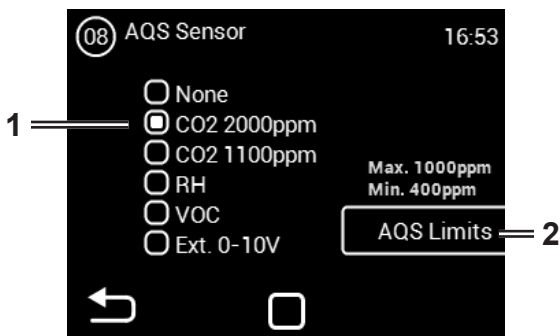 08 AQS Sensor 16:53
None
1 CO2 2000ppm
CO2 1100ppm
RH
VOC
Ext. 0-10V
Max. 1000ppm
Min. 400ppm
AQS Limits 2